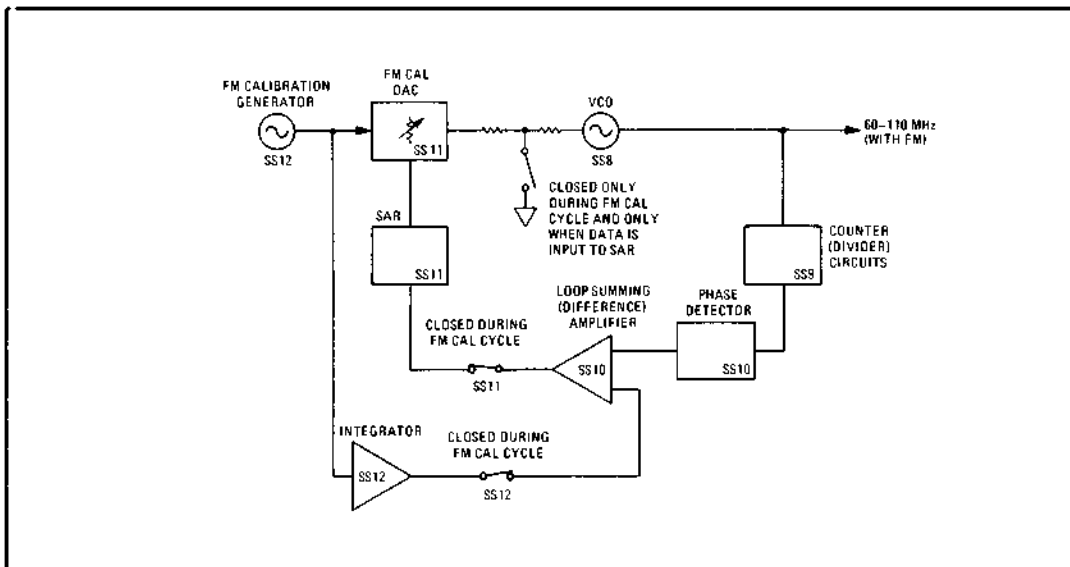 FM CAL
DAC
FM CALIBRATION
GENERATOR
SS12
SS11
VCO
SS8
60-110 MHz
(WITH FM)
CLOSED ONLY
DURING FM CAL
CYCLE AND ONLY
WHEN DATA IS
INPUT TO SAR
SAR
SS11
COUNTER
(DIVIDER)
CIRCUITS
SS9
LOOP SUMMING
(DIFFERENCE)
AMPLIFIER
PHASE
DETECTOR
SS10
CLOSED DURING
FM CAL CYCLE
SS11
SS10
INTEGRATOR
SS12
CLOSED DURING
FM CAL CYCLE
SS12